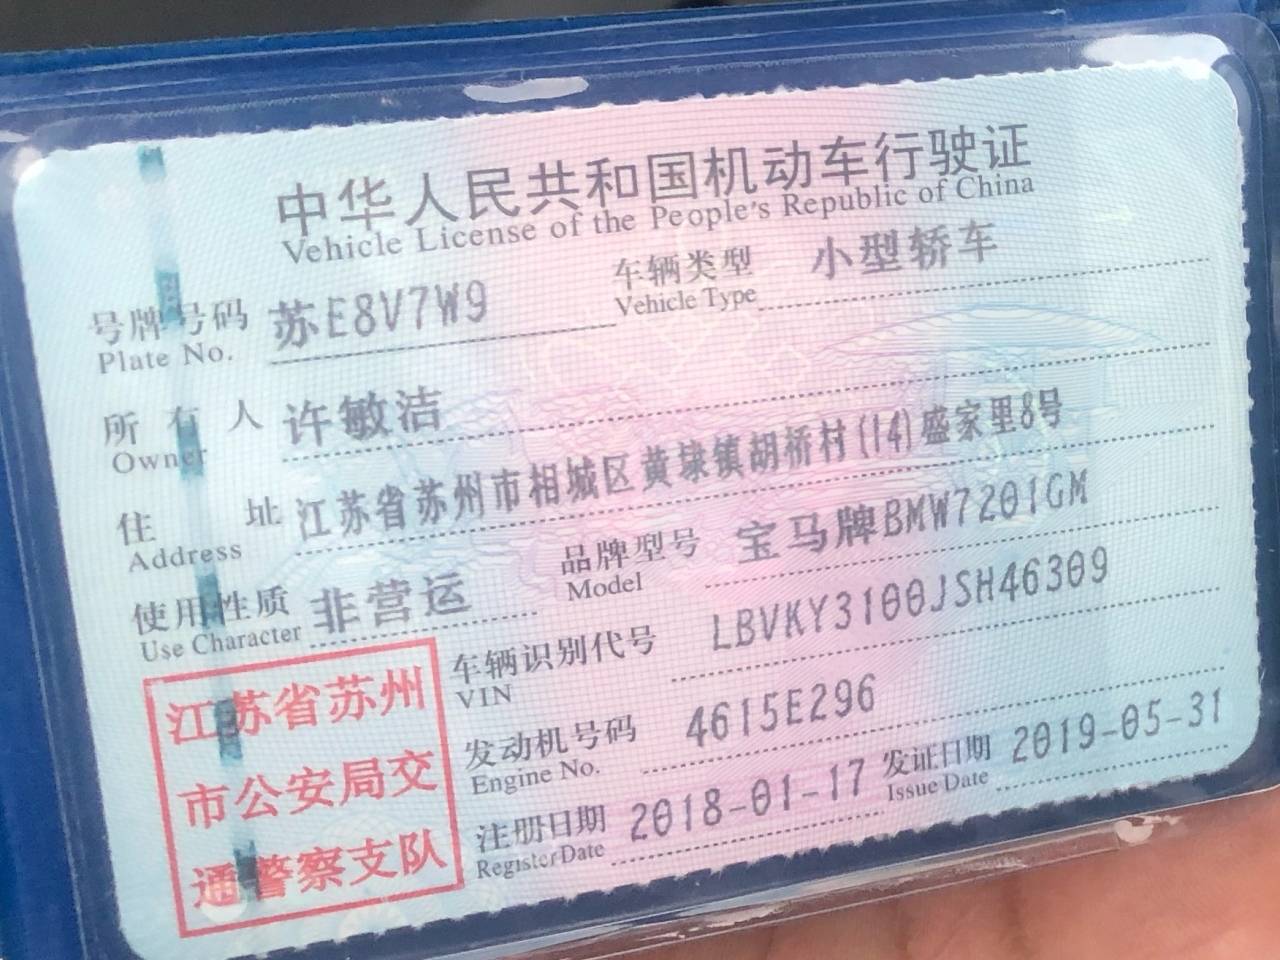 中华人民共和国机动车行驶证
Vehicle License of the People's Republic of China
号牌号码 苏E8V7W9 车辆类型 小型轿车
Plate No. Vehicle Type
所有人 许敏洁
Owner
住址 江苏省苏州市相城区黄埭镇胡桥村(14)盛家里8号
Address
使用性质 非营运 品牌型号 宝马牌BMW7201GM
Use Character Model
车辆识别代号 LBVKY3100JSH46309
VIN
发动机号码 4615E296
Engine No.
注册日期 2018-01-17 发证日期 2019-05-31
Register Date Issue Date
江苏省苏州
市公安局交
通警察支队